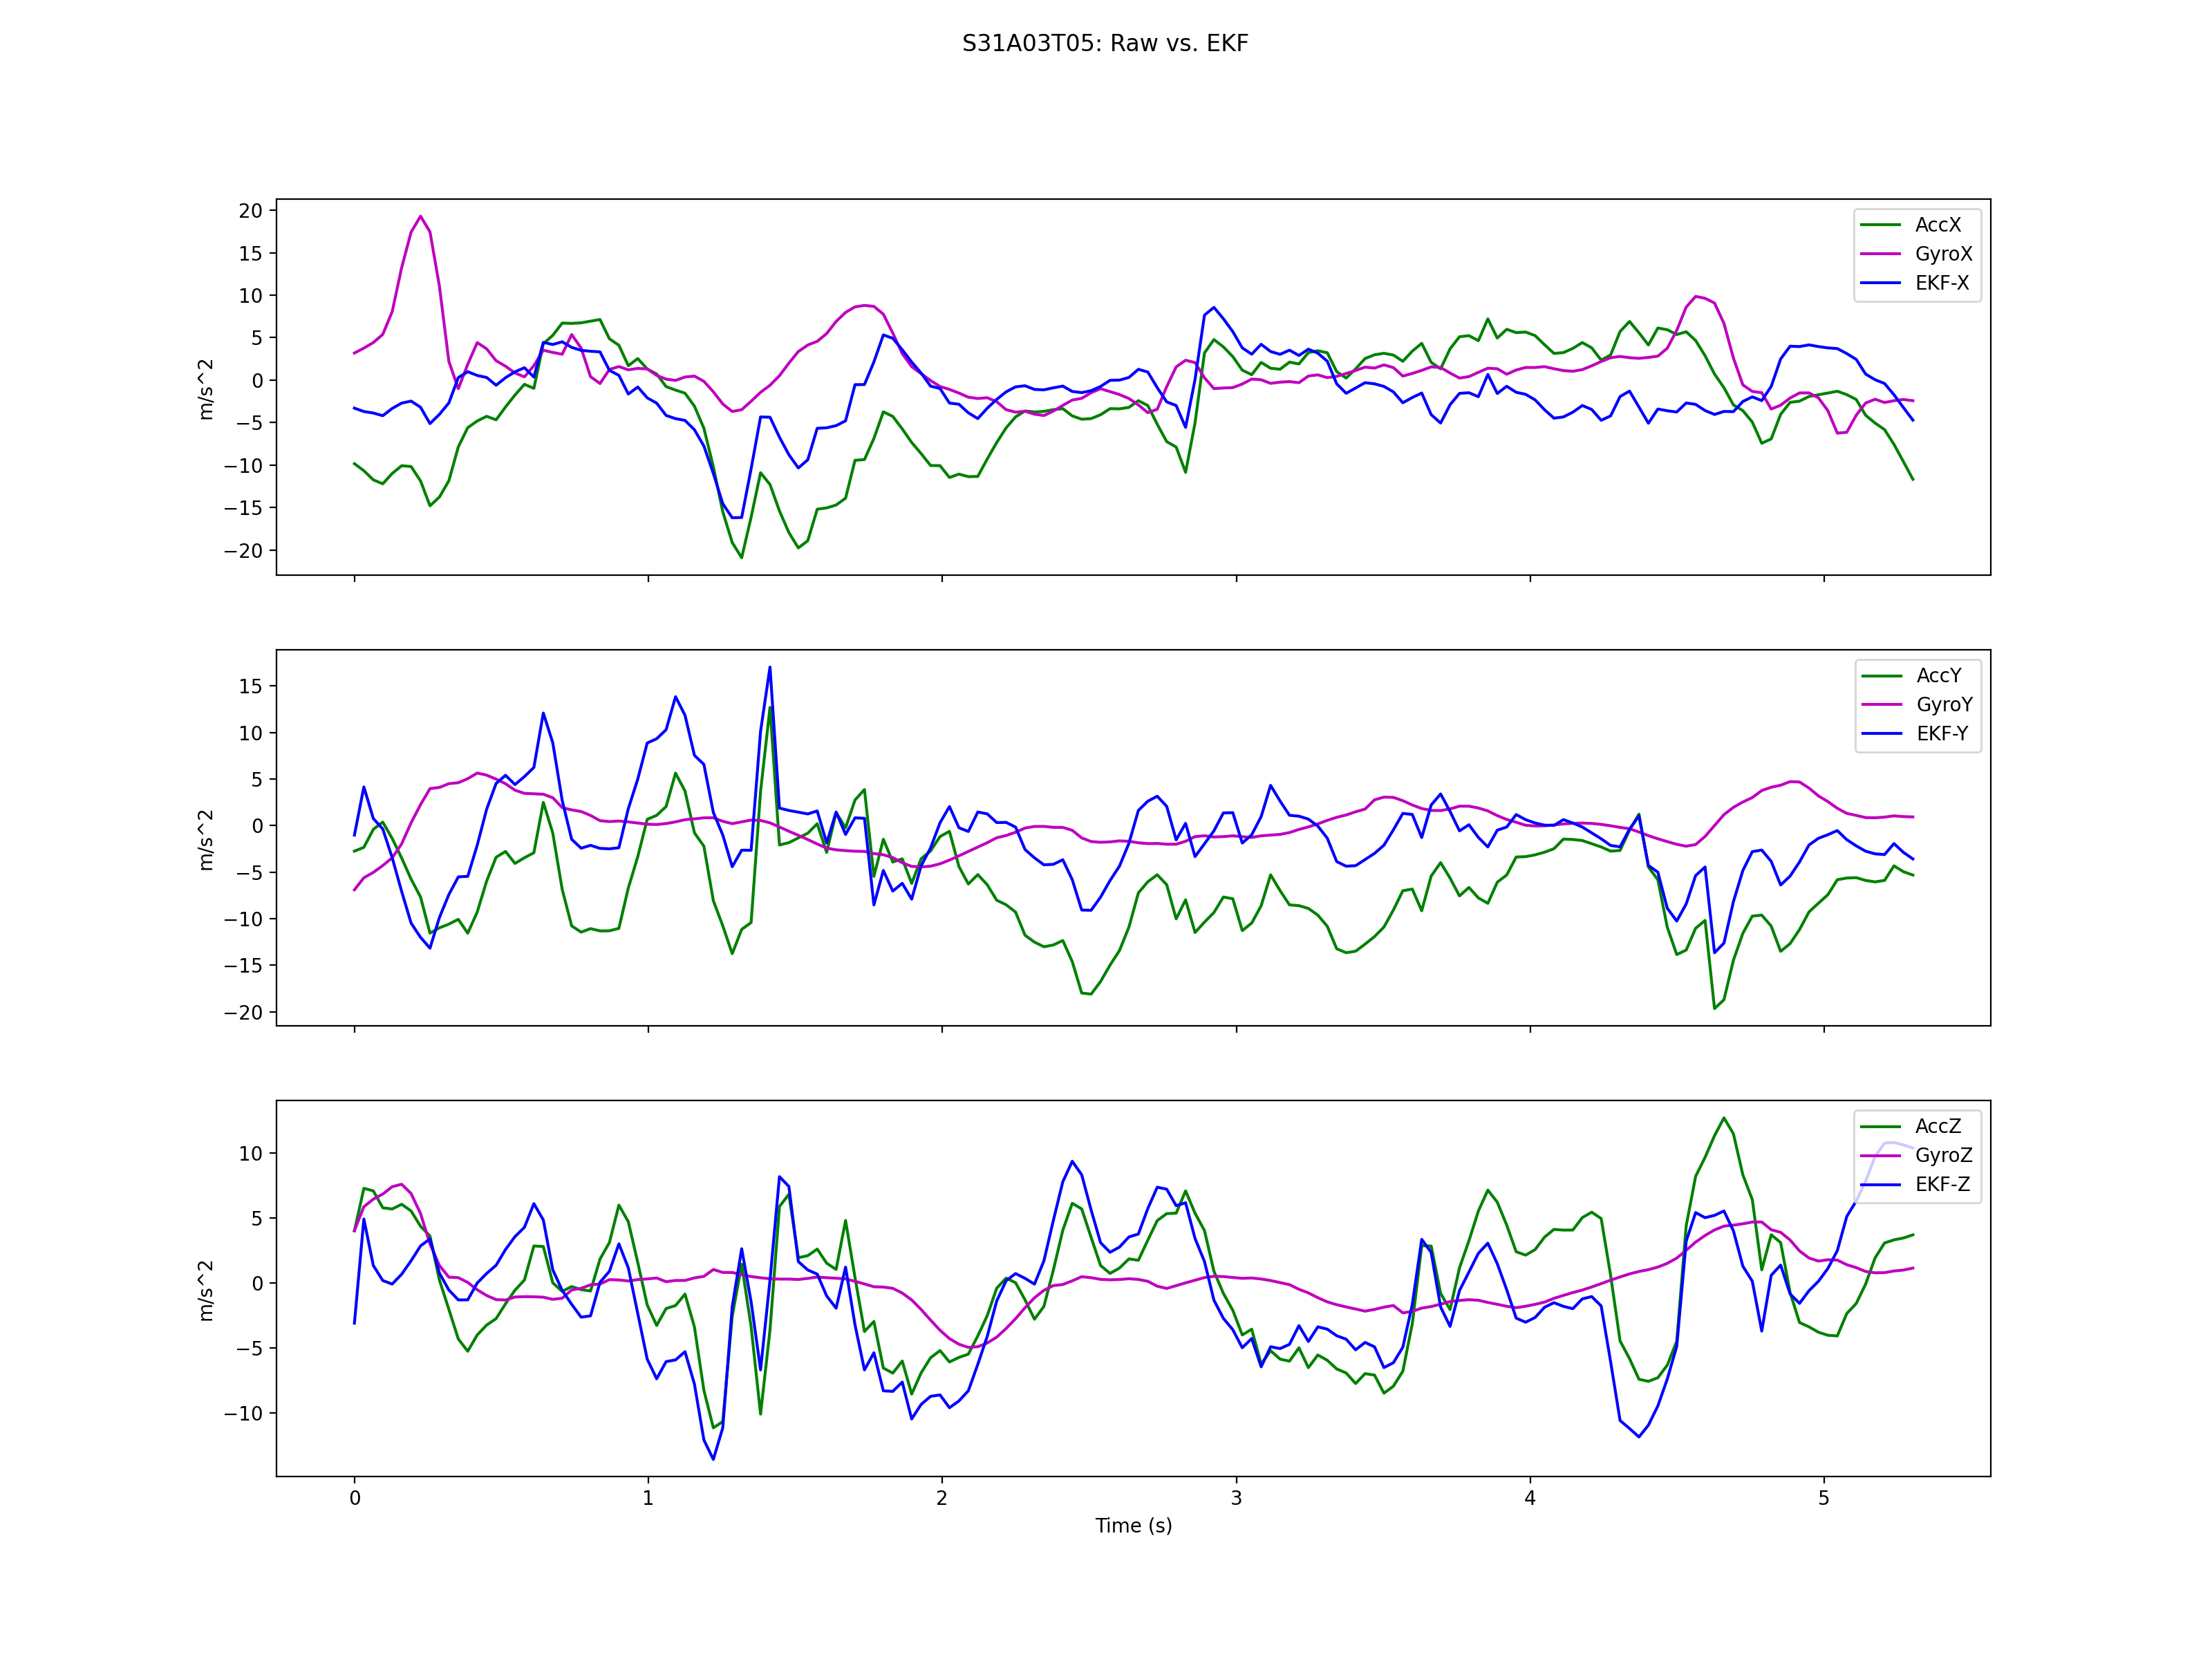 S31A03T05: Raw vs. EKF
20
15
10
5
0
−5
−10
−15
−20
m/s^2
AccX
GyroX
EKF-X
15
10
5
0
−5
−10
−15
−20
m/s^2
AccY
GyroY
EKF-Y
10
5
0
−5
−10
m/s^2
AccZ
GyroZ
EKF-Z
0 1 2 3 4 5
Time (s)